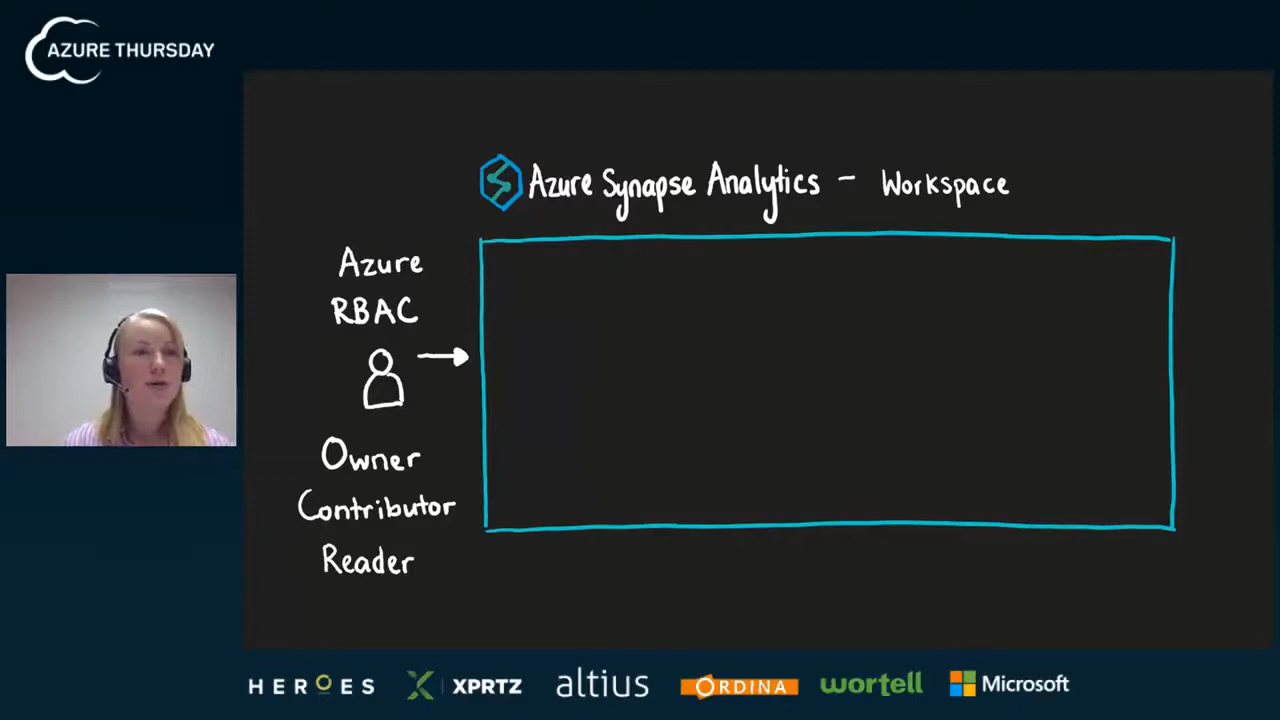 AZURE THURSDAY
Azure Synapse Analytics - Workspace
Azure
RBAC
Owner
Contributor
Reader
HEROES XPRTZ altius ORDINA wortell Microsoft